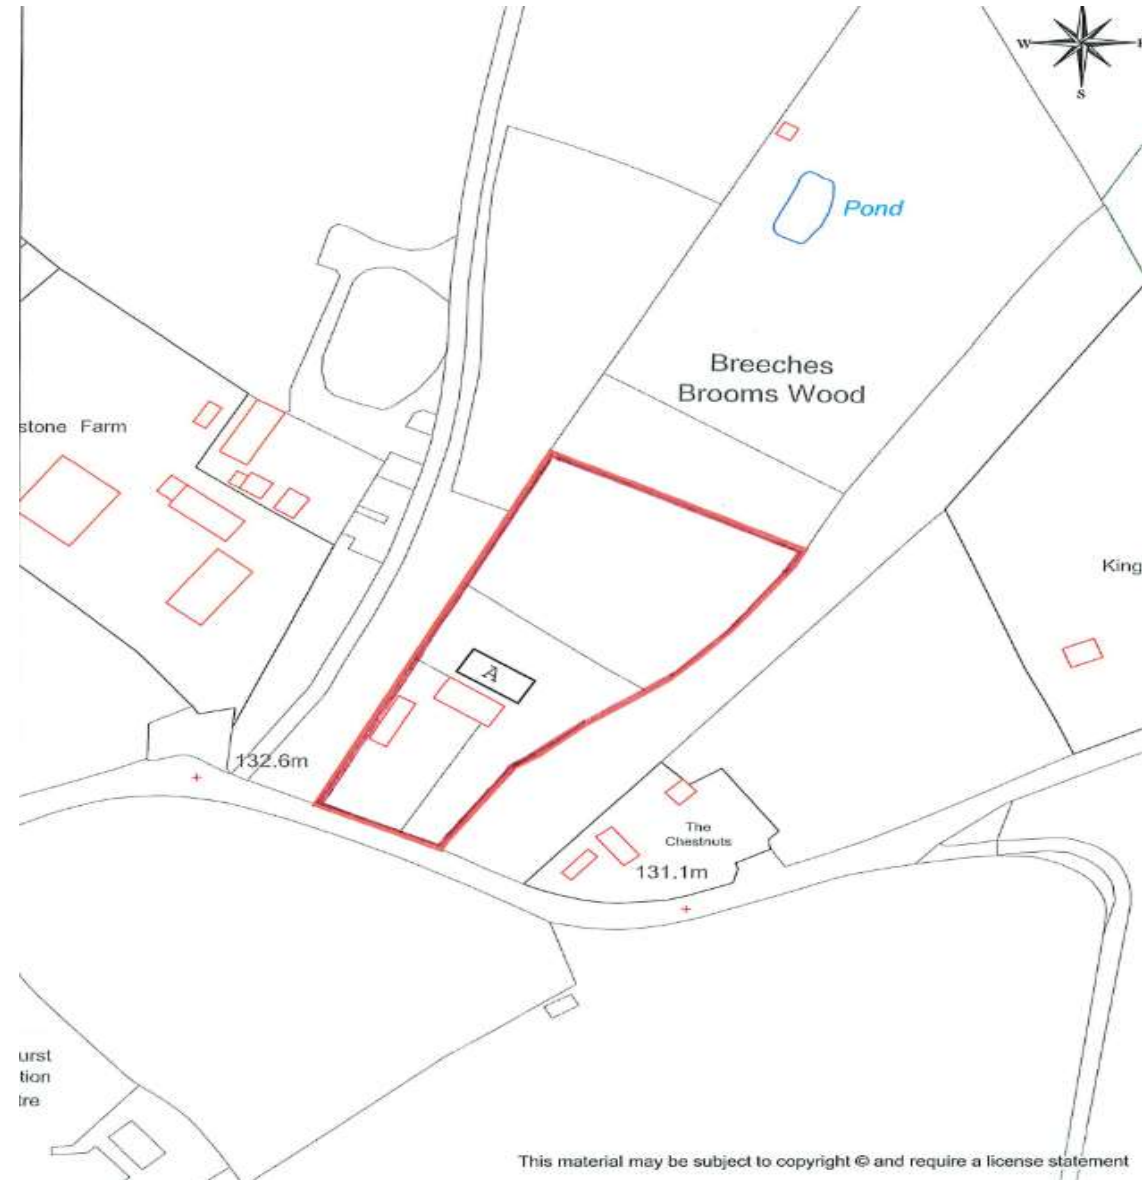 W
S
Pond
Breeches
Brooms Wood
stone Farm
King
A
132.6m
The
Chestnuts
131.1m
urst
tion
tre
This material may be subject to copyright © and require a license statement